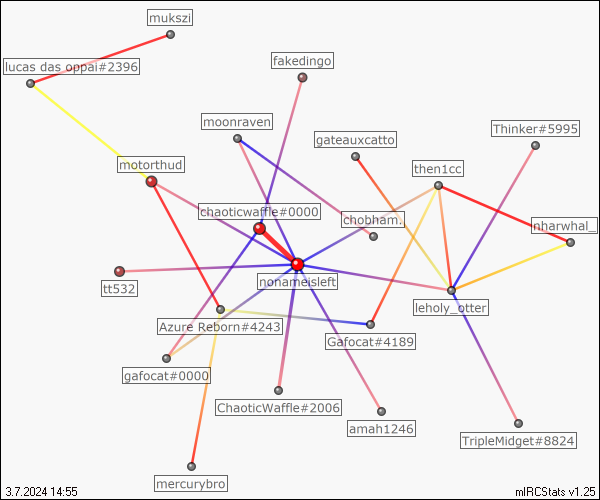 mukszi
lucas das oppai#2396
fakedingo
moonraven
Thinker#5995
gateauxcatto
motorthud
then1cc
chaoticwaffle#0000
chobham.
nharwhal_
nonameisleft
tt532
leholy_otter
Azure Reborn#4243
Gafocat#4189
gafocat#0000
ChaoticWaffle#2006
amah1246
TripleMidget#8824
mercurybro
3.7.2024 14:55
mIRCStats v1.25